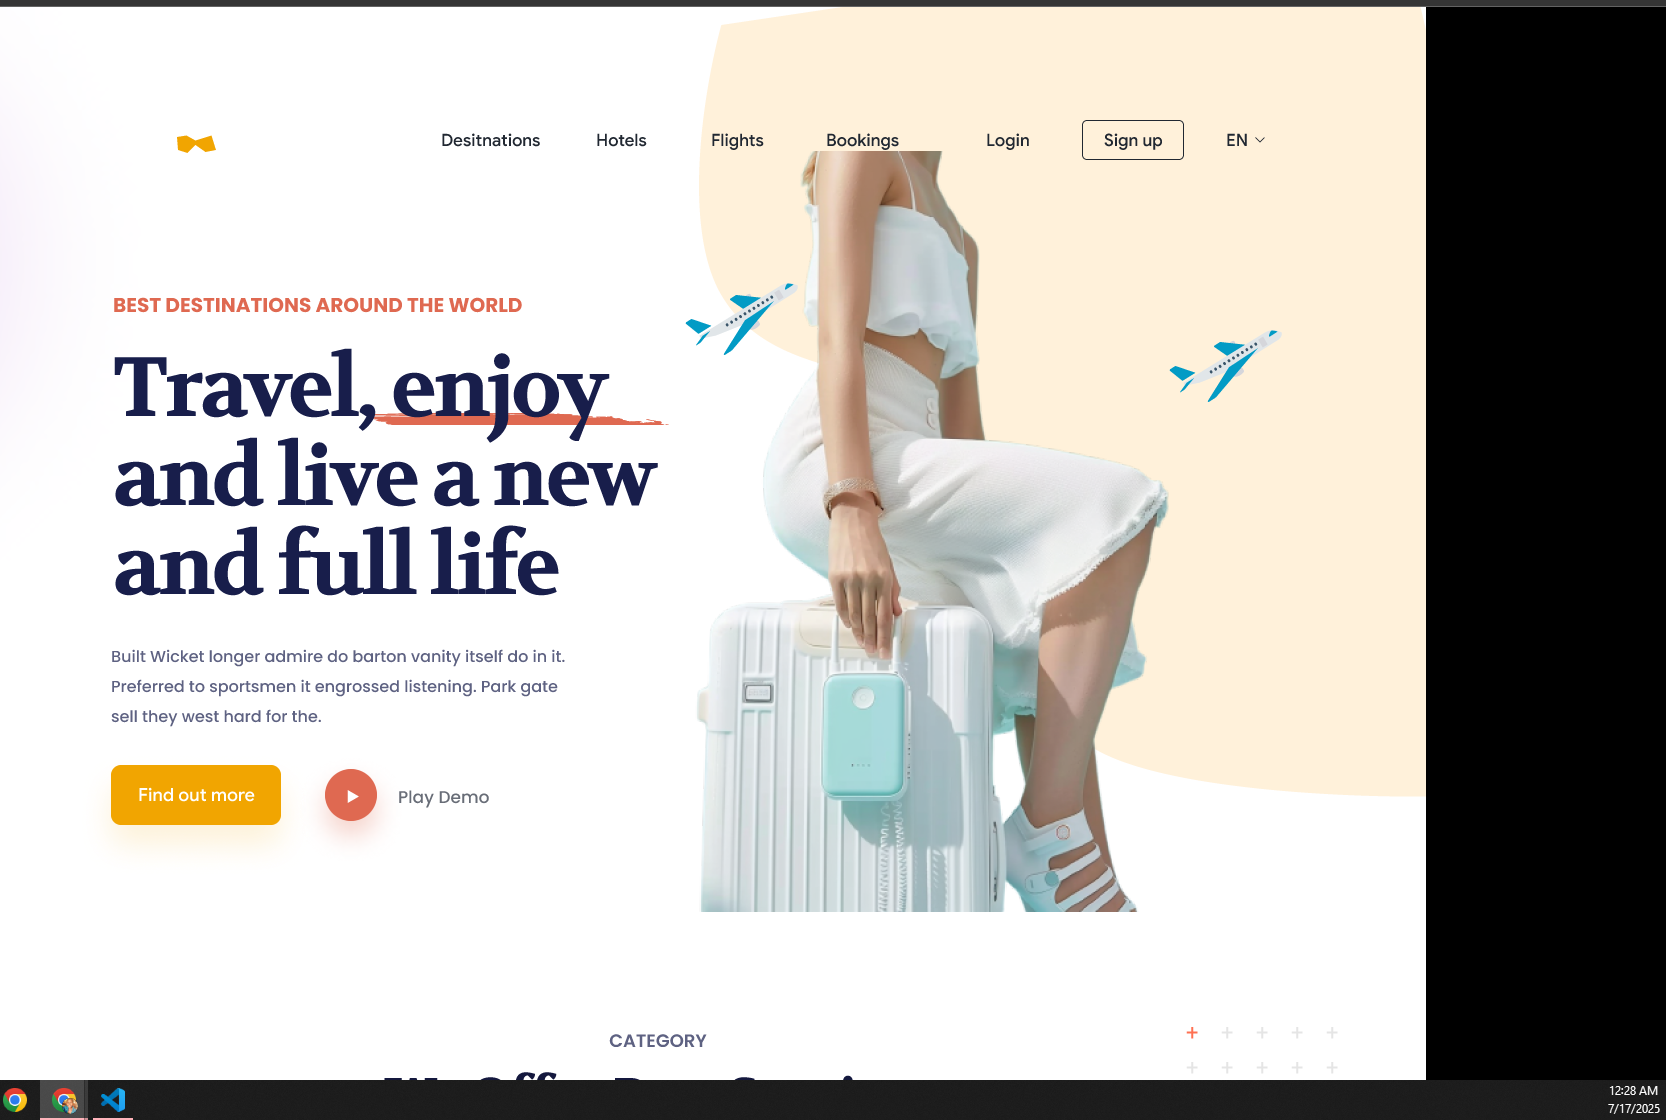 Desitnations Hotels Flights Bookings Login Sign up EN
BEST DESTINATIONS AROUND THE WORLD
Travel, enjoy
and live a new
and full life
Built Wicket longer admire do barton vanity itself do in it.
Preferred to sportsmen it engrossed listening. Park gate
sell they west hard for the.
Find out more Play Demo
CATEGORY
12:28 AM
7/17/2025